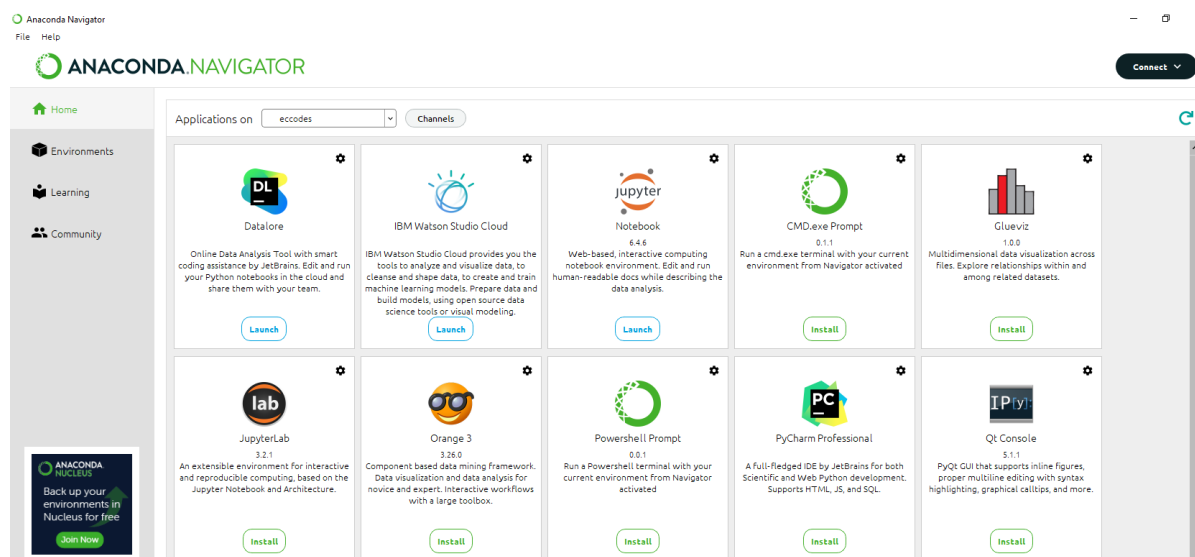 Anaconda Navigator
File Help
ANACONDA.NAVIGATOR
Connect
Home
Environments
Learning
Community
Applications on eccodes Channels
DL
Datalore
Online Data Analysis Tool with smart
coding assistance by JetBrains. Edit and run
your Python notebooks in the cloud and
share them with your team.
Launch
IBM Watson Studio Cloud
IBM Watson Studio Cloud provides you the
tools to analyze and visualize data, to
cleanse and shape data, to create and train
machine learning models. Prepare data and
build models, using open source data
science tools or visual modeling.
Launch
jupyter
Notebook
6.4.6
Web-based, interactive computing
notebook environment. Edit and run
human-readable docs while describing the
data analysis.
Launch
CMD.exe Prompt
0.1.1
Run a cmd.exe terminal with your current
environment from Navigator activated
Install
Glueviz
1.0.0
Multidimensional data visualization across
files. Explore relationships within and
among related datasets.
Install
lab
JupyterLab
3.2.1
An extensible environment for interactive
and reproducible computing, based on the
Jupyter Notebook and Architecture.
Install
Orange 3
3.26.0
Component based data mining framework.
Data visualization and data analysis for
novice and expert. Interactive workflows
with a large toolbox.
Install
Powershell Prompt
0.0.1
Run a Powershell terminal with your
current environment from Navigator
activated
Install
PC
PyCharm Professional
A full-fledged IDE by JetBrains for both
Scientific and Web Python development.
Supports HTML, JS, and SQL.
Install
IP[y]:
Qt Console
5.1.1
PyQt GUI that supports inline figures,
proper multiline editing with syntax
highlighting, graphical calltips, and more.
Install
ANACONDA.
NUCLEUS
Back up your
environments in
Nucleus for free
Join Now